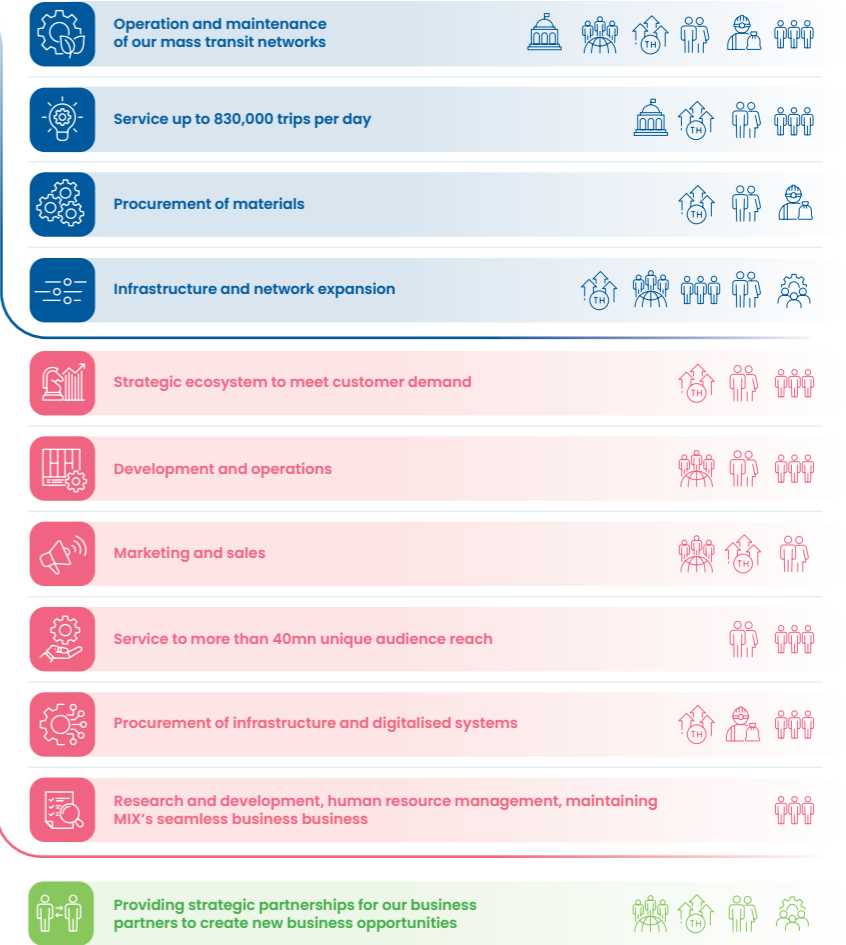 Operation and maintenance
of our mass transit networks
TH
Service up to 830,000 trips per day
TH
Procurement of materials
TH
Infrastructure and network expansion
TH
Strategic ecosystem to meet customer demand
TH
Development and operations
Marketing and sales
TH
Service to more than 40mn unique audience reach
Procurement of infrastructure and digitalised systems
TH
Research and development, human resource management, maintaining
MIX's seamless business business
Providing strategic partnerships for our business
partners to create new business opportunities
TH